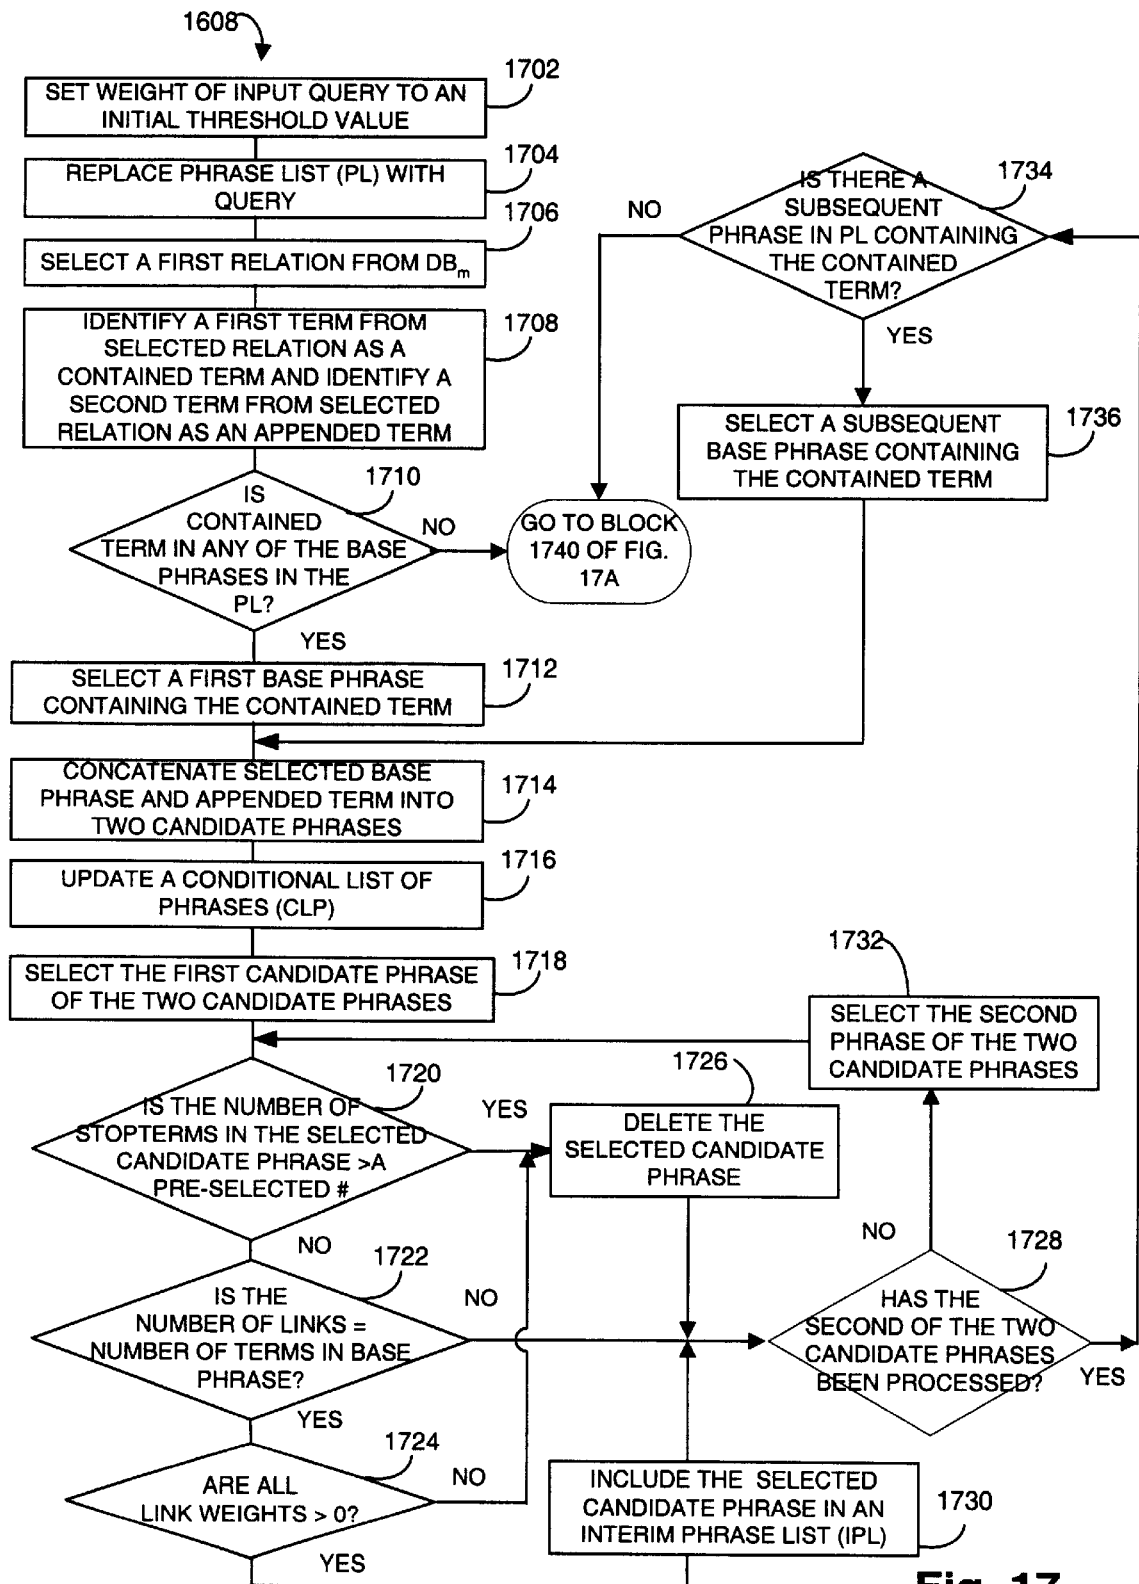 1608
1702
SET WEIGHT OF INPUT QUERY TO AN
INITIAL THRESHOLD VALUE
1704
REPLACE PHRASE LIST (PL) WITH
QUERY
1706
SELECT A FIRST RELATION FROM DBm
1708
IDENTIFY A FIRST TERM FROM
SELECTED RELATION AS A
CONTAINED TERM AND IDENTIFY A
SECOND TERM FROM SELECTED
RELATION AS AN APPENDED TERM
1710
IS
CONTAINED
TERM IN ANY OF THE BASE
PHRASES IN THE
PL?
NO
YES
GO TO BLOCK
1740 OF FIG.
17A
1712
SELECT A FIRST BASE PHRASE
CONTAINING THE CONTAINED TERM
1714
CONCATENATE SELECTED BASE
PHRASE AND APPENDED TERM INTO
TWO CANDIDATE PHRASES
1716
UPDATE A CONDITIONAL LIST OF
PHRASES (CLP)
1718
SELECT THE FIRST CANDIDATE PHRASE
OF THE TWO CANDIDATE PHRASES
1720
IS THE NUMBER OF
STOPTERMS IN THE SELECTED
CANDIDATE PHRASE >A
PRE-SELECTED #
YES
NO
1722
IS THE
NUMBER OF LINKS =
NUMBER OF TERMS IN BASE
PHRASE?
NO
YES
1724
ARE ALL
LINK WEIGHTS > 0?
NO
YES
1726
DELETE THE
SELECTED CANDIDATE
PHRASE
1728
HAS THE
SECOND OF THE TWO
CANDIDATE PHRASES
BEEN PROCESSED?
NO
YES
1730
INCLUDE THE SELECTED
CANDIDATE PHRASE IN AN
INTERIM PHRASE LIST (IPL)
1732
SELECT THE SECOND
PHRASE OF THE TWO
CANDIDATE PHRASES
1734
IS THERE A
SUBSEQUENT
PHRASE IN PL CONTAINING
THE CONTAINED
TERM?
NO
YES
1736
SELECT A SUBSEQUENT
BASE PHRASE CONTAINING
THE CONTAINED TERM
Fig. 17